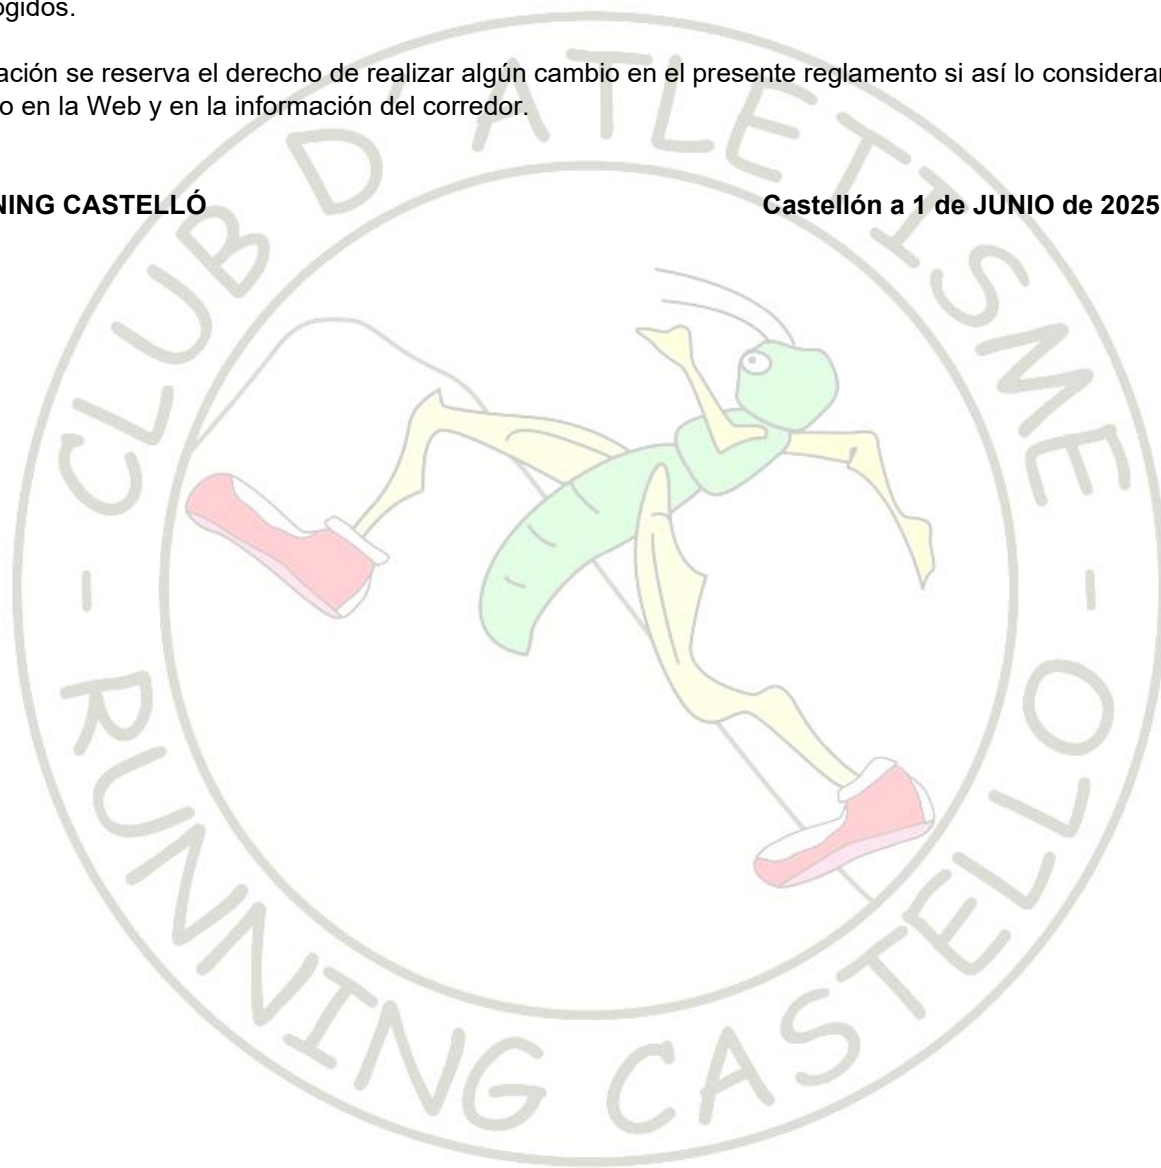 ogidos.
ación se reserva el derecho de realizar algún cambio en el presente reglamento si así lo consideran
o en la Web y en la información del corredor.
NING CASTELLÓ Castellón a 1 de JUNIO de 2025
CLUB D'ATLETISME
- RUNNING CASTELLO -